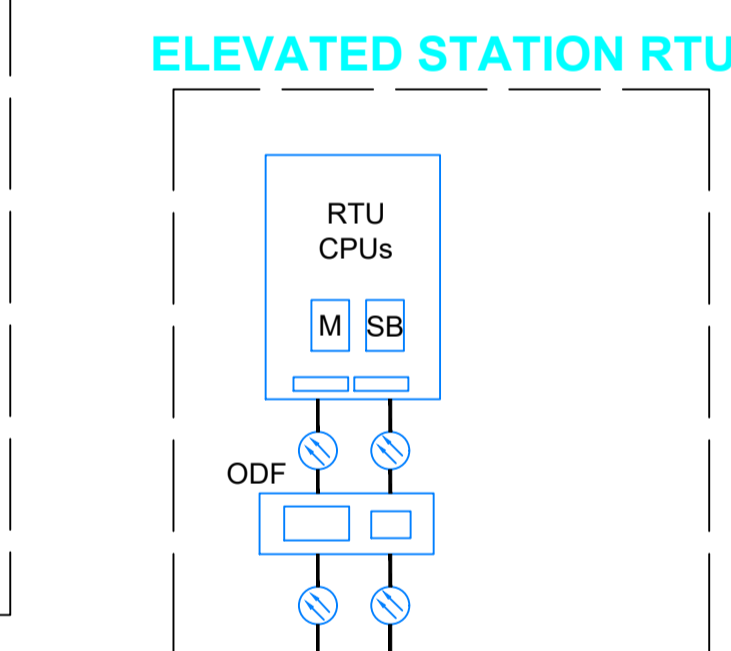 ELEVATED STATION RTU
RTU
CPUs
M
SB
ODF